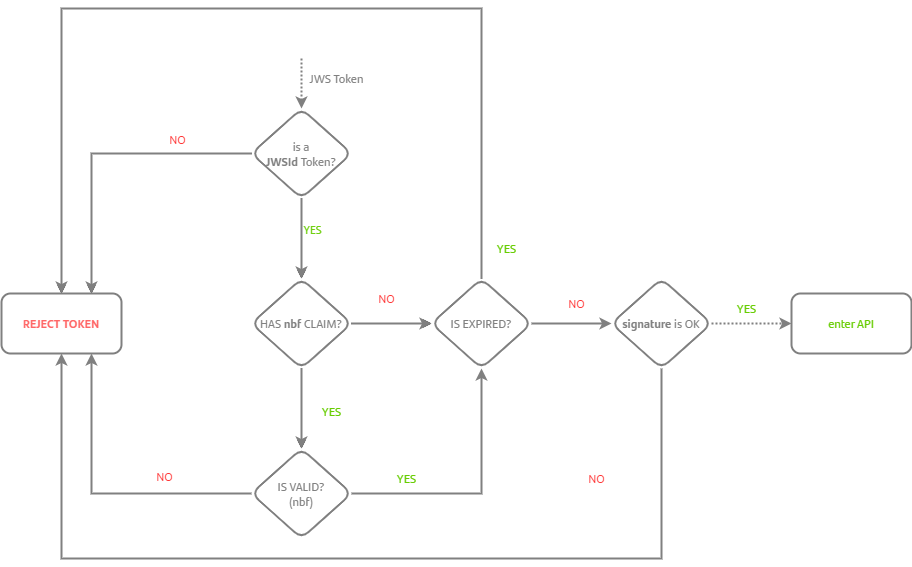 JWS Token
is a
JWSId Token?
NO
YES
YES
REJECT TOKEN
HAS nbf CLAIM?
NO
IS EXPIRED?
NO
signature is OK
YES
enter API
YES
IS VALID?
(nbf)
NO
YES
NO